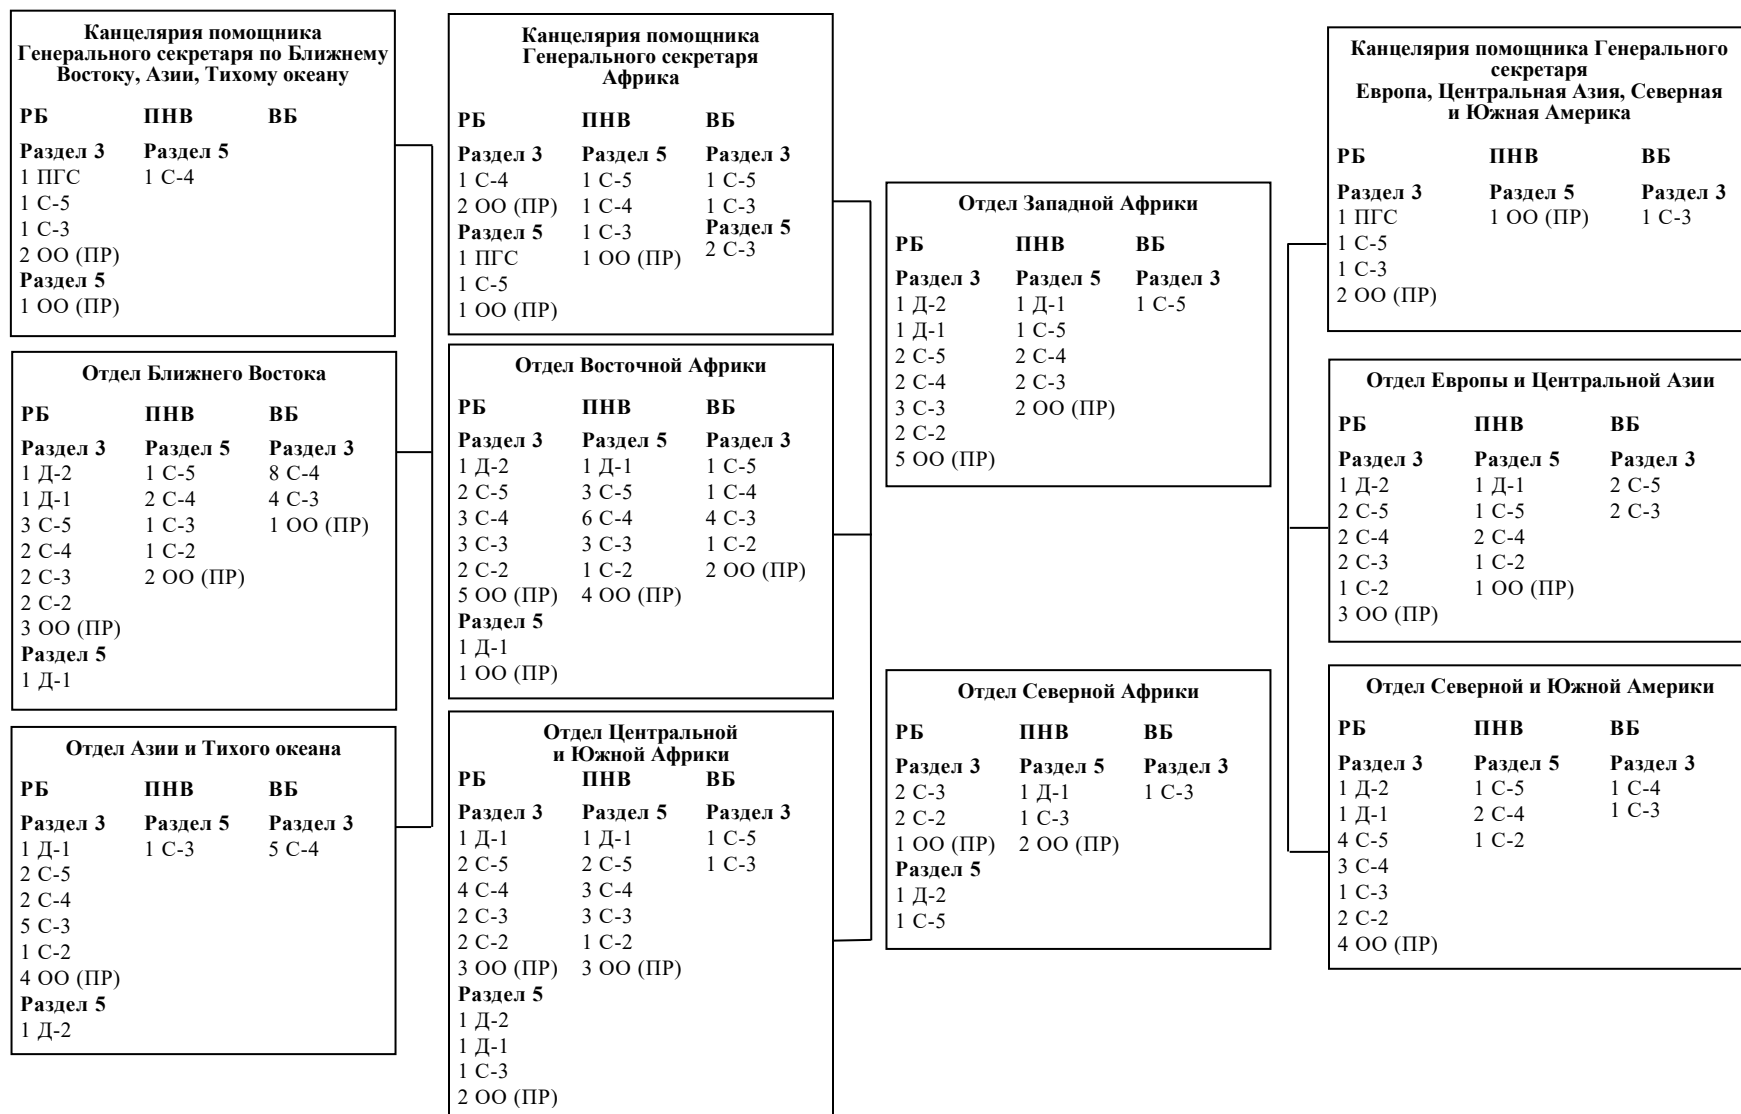 Канцелярия помощника
Генерального секретаря по Ближнему
Востоку, Азии, Тихому океану
РБ ПНВ ВБ
Раздел 3 Раздел 5
1 ПГС 1 С-4
1 С-5
1 С-3
2 ОО (ПР)
Раздел 5
1 ОО (ПР)
Отдел Ближнего Востока
РБ ПНВ ВБ
Раздел 3 Раздел 5 Раздел 3
1 Д-2 1 С-5 8 С-4
1 Д-1 2 С-4 4 С-3
3 С-5 1 С-3 1 ОО (ПР)
2 С-4 1 С-2
2 С-3 2 ОО (ПР)
2 С-2
3 ОО (ПР)
Раздел 5
1 Д-1
Отдел Азии и Тихого океана
РБ ПНВ ВБ
Раздел 3 Раздел 5 Раздел 3
1 Д-1 1 С-3 5 С-4
2 С-5
2 С-4
5 С-3
1 С-2
4 ОО (ПР)
Раздел 5
1 Д-2
Канцелярия помощника
Генерального секретаря
Африка
РБ ПНВ ВБ
Раздел 3 Раздел 5 Раздел 3
1 С-4 1 С-5 1 С-5
2 ОО (ПР) 1 С-4 1 С-3
Раздел 5 1 С-3 Раздел 5
1 ПГС 1 ОО (ПР) 2 С-3
1 С-5
1 ОО (ПР)
Отдел Восточной Африки
РБ ПНВ ВБ
Раздел 3 Раздел 5 Раздел 3
1 Д-2 1 Д-1 1 С-5
2 С-5 3 С-5 1 С-4
3 С-4 6 С-4 4 С-3
3 С-3 3 С-3 1 С-2
2 С-2 1 С-2 2 ОО (ПР)
5 ОО (ПР) 4 ОО (ПР)
Раздел 5
1 Д-1
1 ОО (ПР)
Отдел Центральной
и Южной Африки
РБ ПНВ ВБ
Раздел 3 Раздел 5 Раздел 3
1 Д-1 1 Д-1 1 С-5
2 С-5 2 С-5 1 С-3
4 С-4 3 С-4
2 С-3 3 С-3
2 С-2 1 С-2
3 ОО (ПР) 3 ОО (ПР)
Раздел 5
1 Д-2
1 Д-1
1 С-3
2 ОО (ПР)
Отдел Западной Африки
РБ ПНВ ВБ
Раздел 3 Раздел 5 Раздел 3
1 Д-2 1 Д-1 1 С-5
1 Д-1 1 С-5
2 С-5 2 С-4
2 С-4 2 С-3
3 С-3 2 ОО (ПР)
2 С-2
5 ОО (ПР)
Отдел Северной Африки
РБ ПНВ ВБ
Раздел 3 Раздел 5 Раздел 3
2 С-3 1 Д-1 1 С-3
2 С-2 1 С-3
1 ОО (ПР) 2 ОО (ПР)
Раздел 5
1 Д-2
1 С-5
Канцелярия помощника Генерального
секретаря
Европа, Центральная Азия, Северная
и Южная Америка
РБ ПНВ ВБ
Раздел 3 Раздел 5 Раздел 3
1 ПГС 1 ОО (ПР) 1 С-3
1 С-5
1 С-3
2 ОО (ПР)
Отдел Европы и Центральной Азии
РБ ПНВ ВБ
Раздел 3 Раздел 5 Раздел 3
1 Д-2 1 Д-1 2 С-5
2 С-5 1 С-5 2 С-3
2 С-4 2 С-4
2 С-3 1 С-2
1 С-2 1 ОО (ПР)
3 ОО (ПР)
Отдел Северной и Южной Америки
РБ ПНВ ВБ
Раздел 3 Раздел 5 Раздел 3
1 Д-2 1 С-5 1 С-4
1 Д-1 2 С-4 1 С-3
4 С-5 1 С-2
3 С-4
1 С-3
2 С-2
4 ОО (ПР)